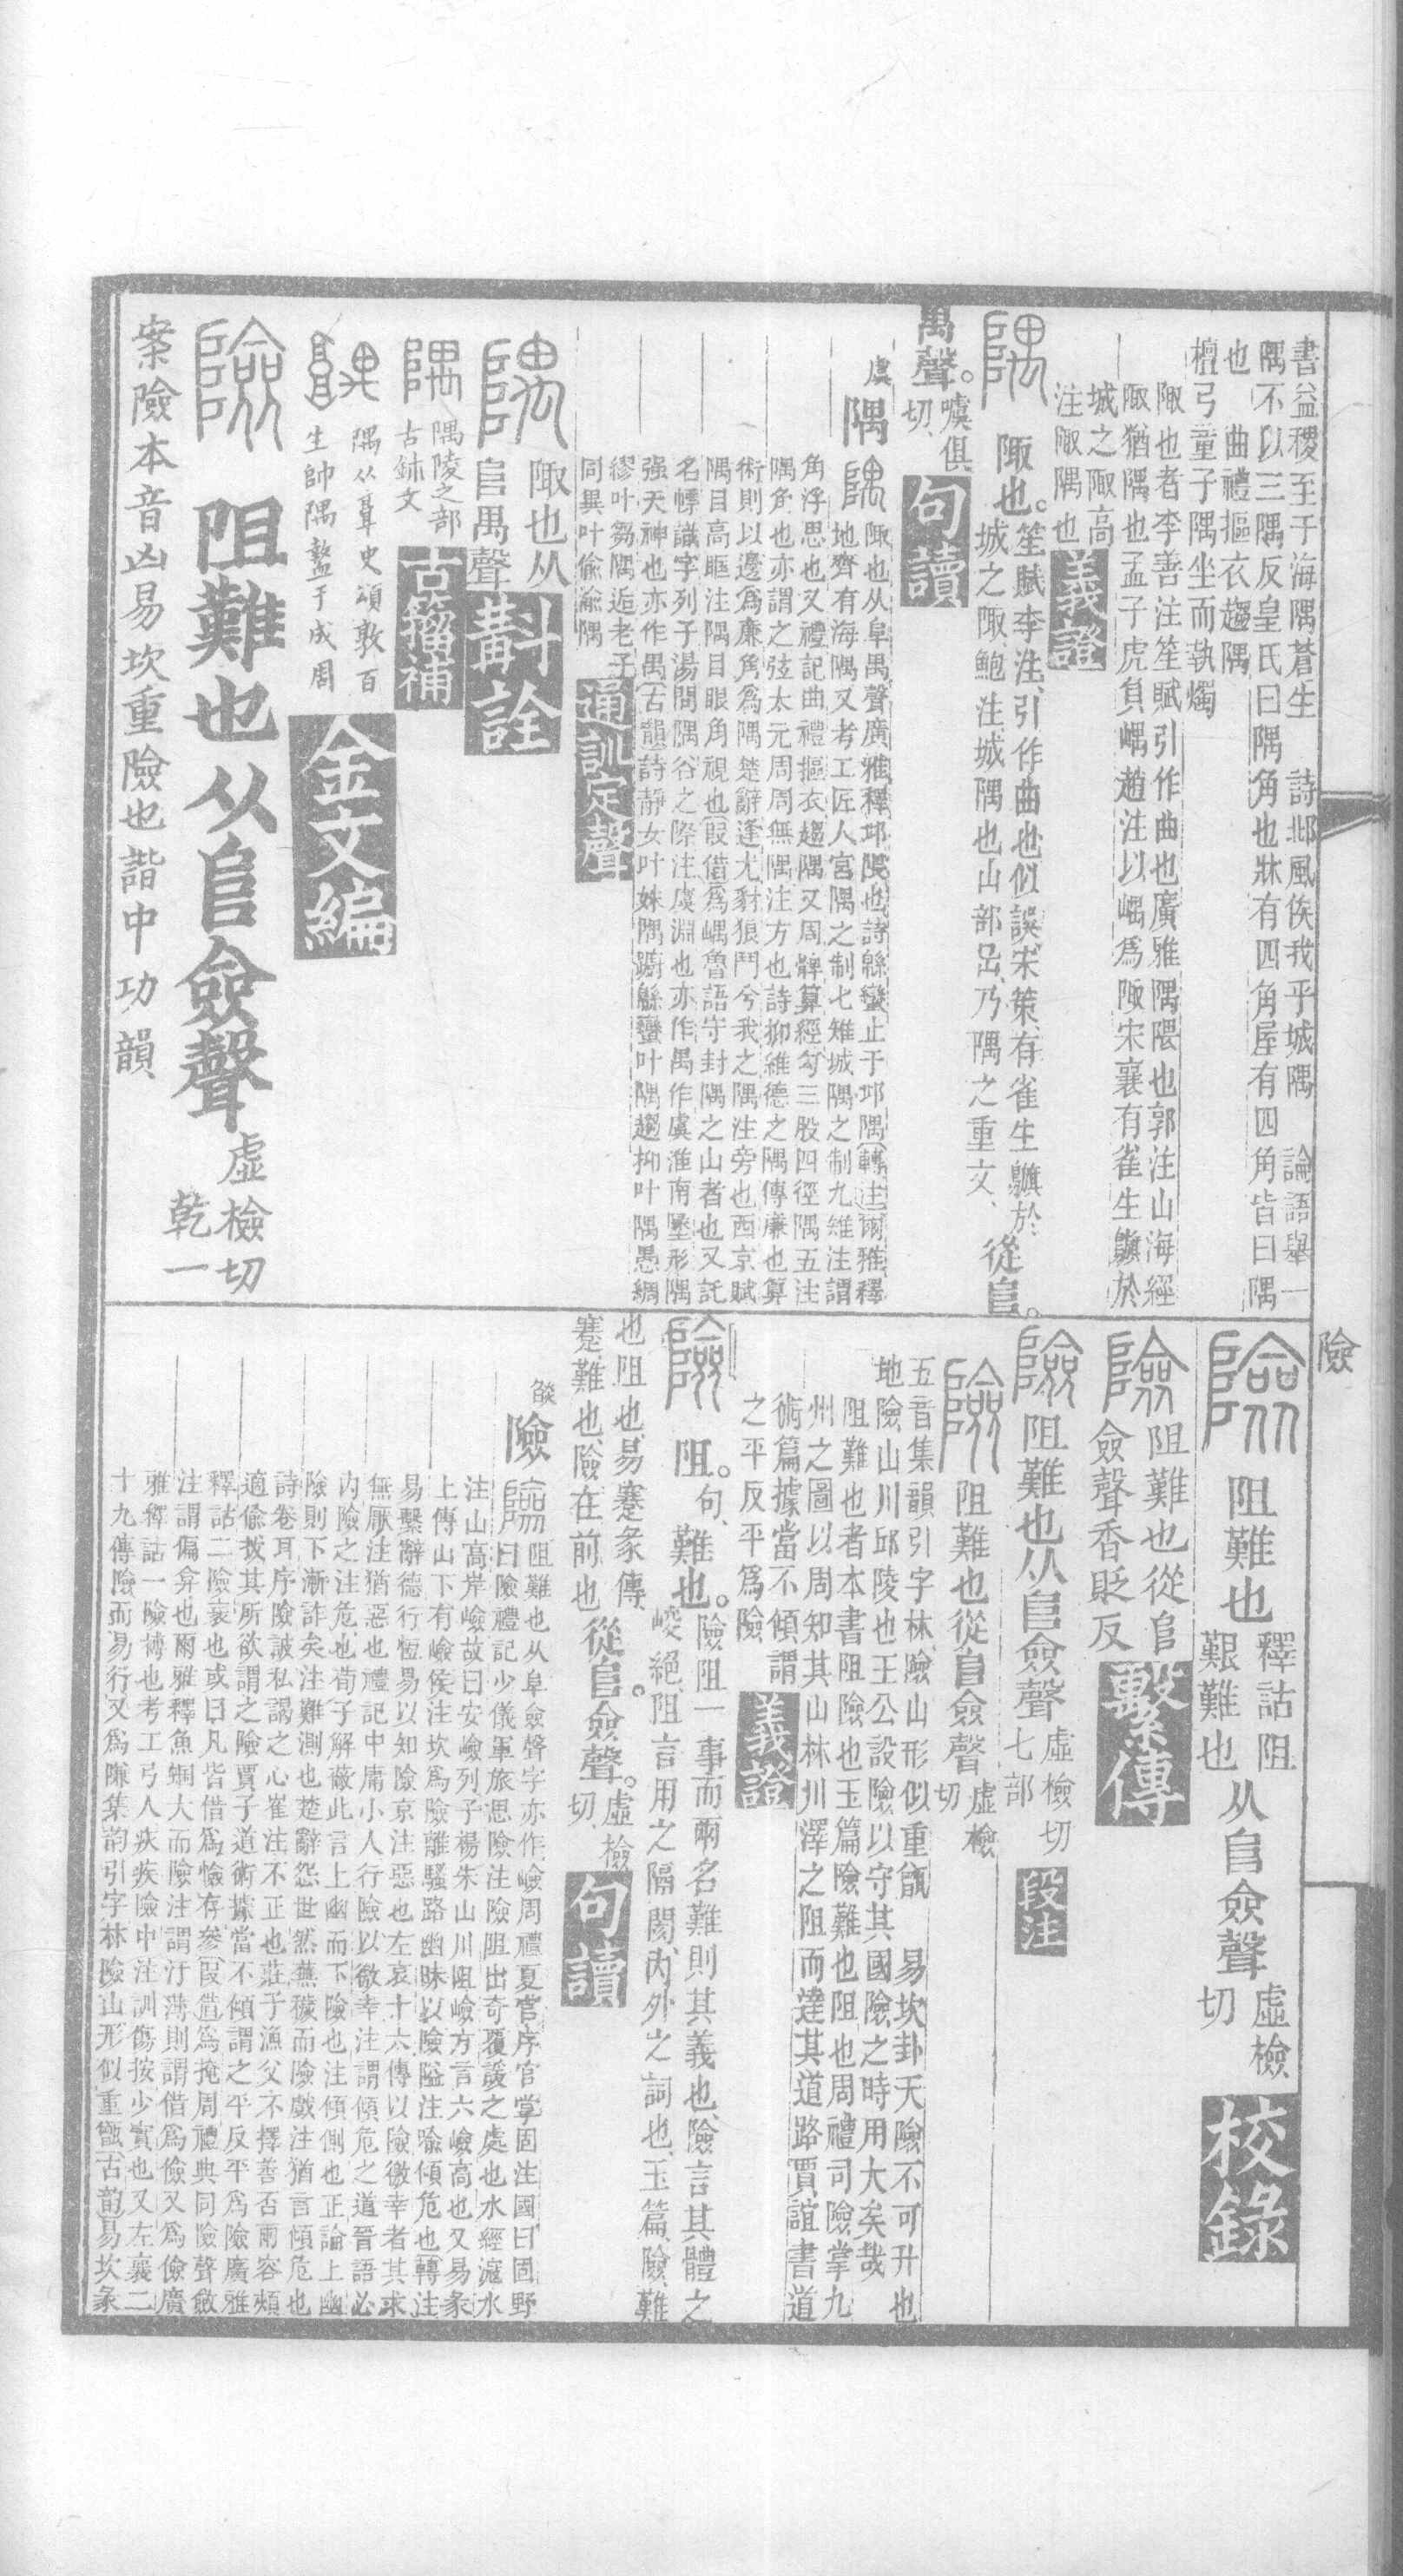 書益稷至于海隅蒼生　詩邶風俟我乎城隅　論語舉一
隅不以三隅反皇氏曰隅角也牀有四角屋有四角皆曰隅
也　曲禮摳衣趨隅
檀弓童子隅坐而執燭
陬也者李善注笙賦引作曲也廣雅隅隈也郭注山海經
陬猶隅也孟子虎負嵎趙注以嵎爲陬宋襄有雀生鸇於
城之陬高
注陬隅也
義證
隅　陬也。笙賦李注、引作曲也似誤、宋策、有雀生鸇於
城之陬、鮑注、城隅也、山部嵎、乃隅之重文、從𨸏。
禺聲。噳俱切、
句讀
虞　隅　隅　陬也从阜禺聲廣雅釋邱隈也詩緜蠻止于邱隅轉注爾雅釋
地齊有海隅又考工匠人宮隅之制七雉城隅之制九雉注謂
角浮思也又禮記曲禮摳衣趨隅又周髀算經勾三股四徑隅五注
隅角也亦謂之弦太元周周無隅注方也詩抑維德之隅傳廉也算
術則以邊爲廉角爲隅楚辭逢尤豺狼鬥兮我之隅注旁也西京賦
隅目高眶注隅目眼角視也叚借爲嵎魯語守封隅之山者也又託
名幖識字列子湯問隅谷之際注虞淵也亦作禺作虞淮南墬形隅
强天神也亦作禺古韻詩靜女叶姝隅躕緜蠻叶隅趨抑叶隅愚綢
繆叶芻隅逅老子
同異叶偷渝隅
通訓定聲
隅　陬也从
𨸏禺聲
斠詮
隅　隅陵之部
古鉥文
古籀補
隅从𩫖史頌敦百
生帥隅盩于成周
金文編
險　阻難也从𨸏僉聲　虛檢切
乾一
案險本音凶易坎重險也諧中功韻
險
險　阻難也　釋詁阻
艱難也　从𨸏僉聲　虛檢
切
校錄
險　阻難也從𨸏
僉聲香貶反
繫傳
險　阻難也从𨸏僉聲　虛檢切
七部
段注
險　阻難也從𨸏僉聲　虛檢
切
五音集韻引字林險山形似重甑　易坎卦天險不可升也
地險山川邱陵也王公設險以守其國險之時用大矣哉
阻難也者本書阻險也玉篇險難也阻也周禮司險掌九
州之圖以周知其山林川澤之阻而達其道路賈誼書道
術篇據當不傾謂
之平反平爲險
義證
險　阻。句、難也。險阻一事而兩名、難則其義也、險言其體之
峻絕、阻言用之隔閡、內外之詞也、玉篇、險、難
也、阻也、易蹇彖傳、
蹇、難也、險在前也　從𨸏。僉聲。虛檢
切、
句讀
燄　險　險　阻難也从阜僉聲字亦作嶮周禮夏官序官掌固注國曰固野
曰險禮記少儀軍旅思險注險阻出奇覆諼之處也水經滱水
注山高岸嶮故曰安嶮列子楊朱山川阻嶮方言六嶮高也又易彖
上傳山下有嶮侯注坎爲險離騷路幽昧以險隘注喻傾危也轉注
易繫辭德行恆易以知險京注惡也左哀十六傳以險徼幸者其求
無厭注猶惡也禮記中庸小人行險以徼幸注謂傾危之道晉語必
內險之注危也荀子解蔽此言上幽而下險也注傾側也正論上幽
險則下漸詐矣注難測也楚辭怨世然蕪穢而險戲注猶言傾危也
詩卷耳序險詖私謁之心崔注不正也莊子漁父不擇善否兩容頰
適偷拔其所欲謂之險賈子道術據當不傾謂之平反平爲險廣雅
釋詁二險衺也或曰凡皆借爲憸存參叚借爲掩周禮典同險聲斂
注謂偏弇也爾雅釋魚蜠大而險注謂汙薄則謂借爲儉又爲儉廣
雅釋詁一險㥾也考工弓人疢疾險中注訓傷按少實也又左襄二
十九傳險而易行又爲隒集韵引字林險山形似重甑古韵易坎彖